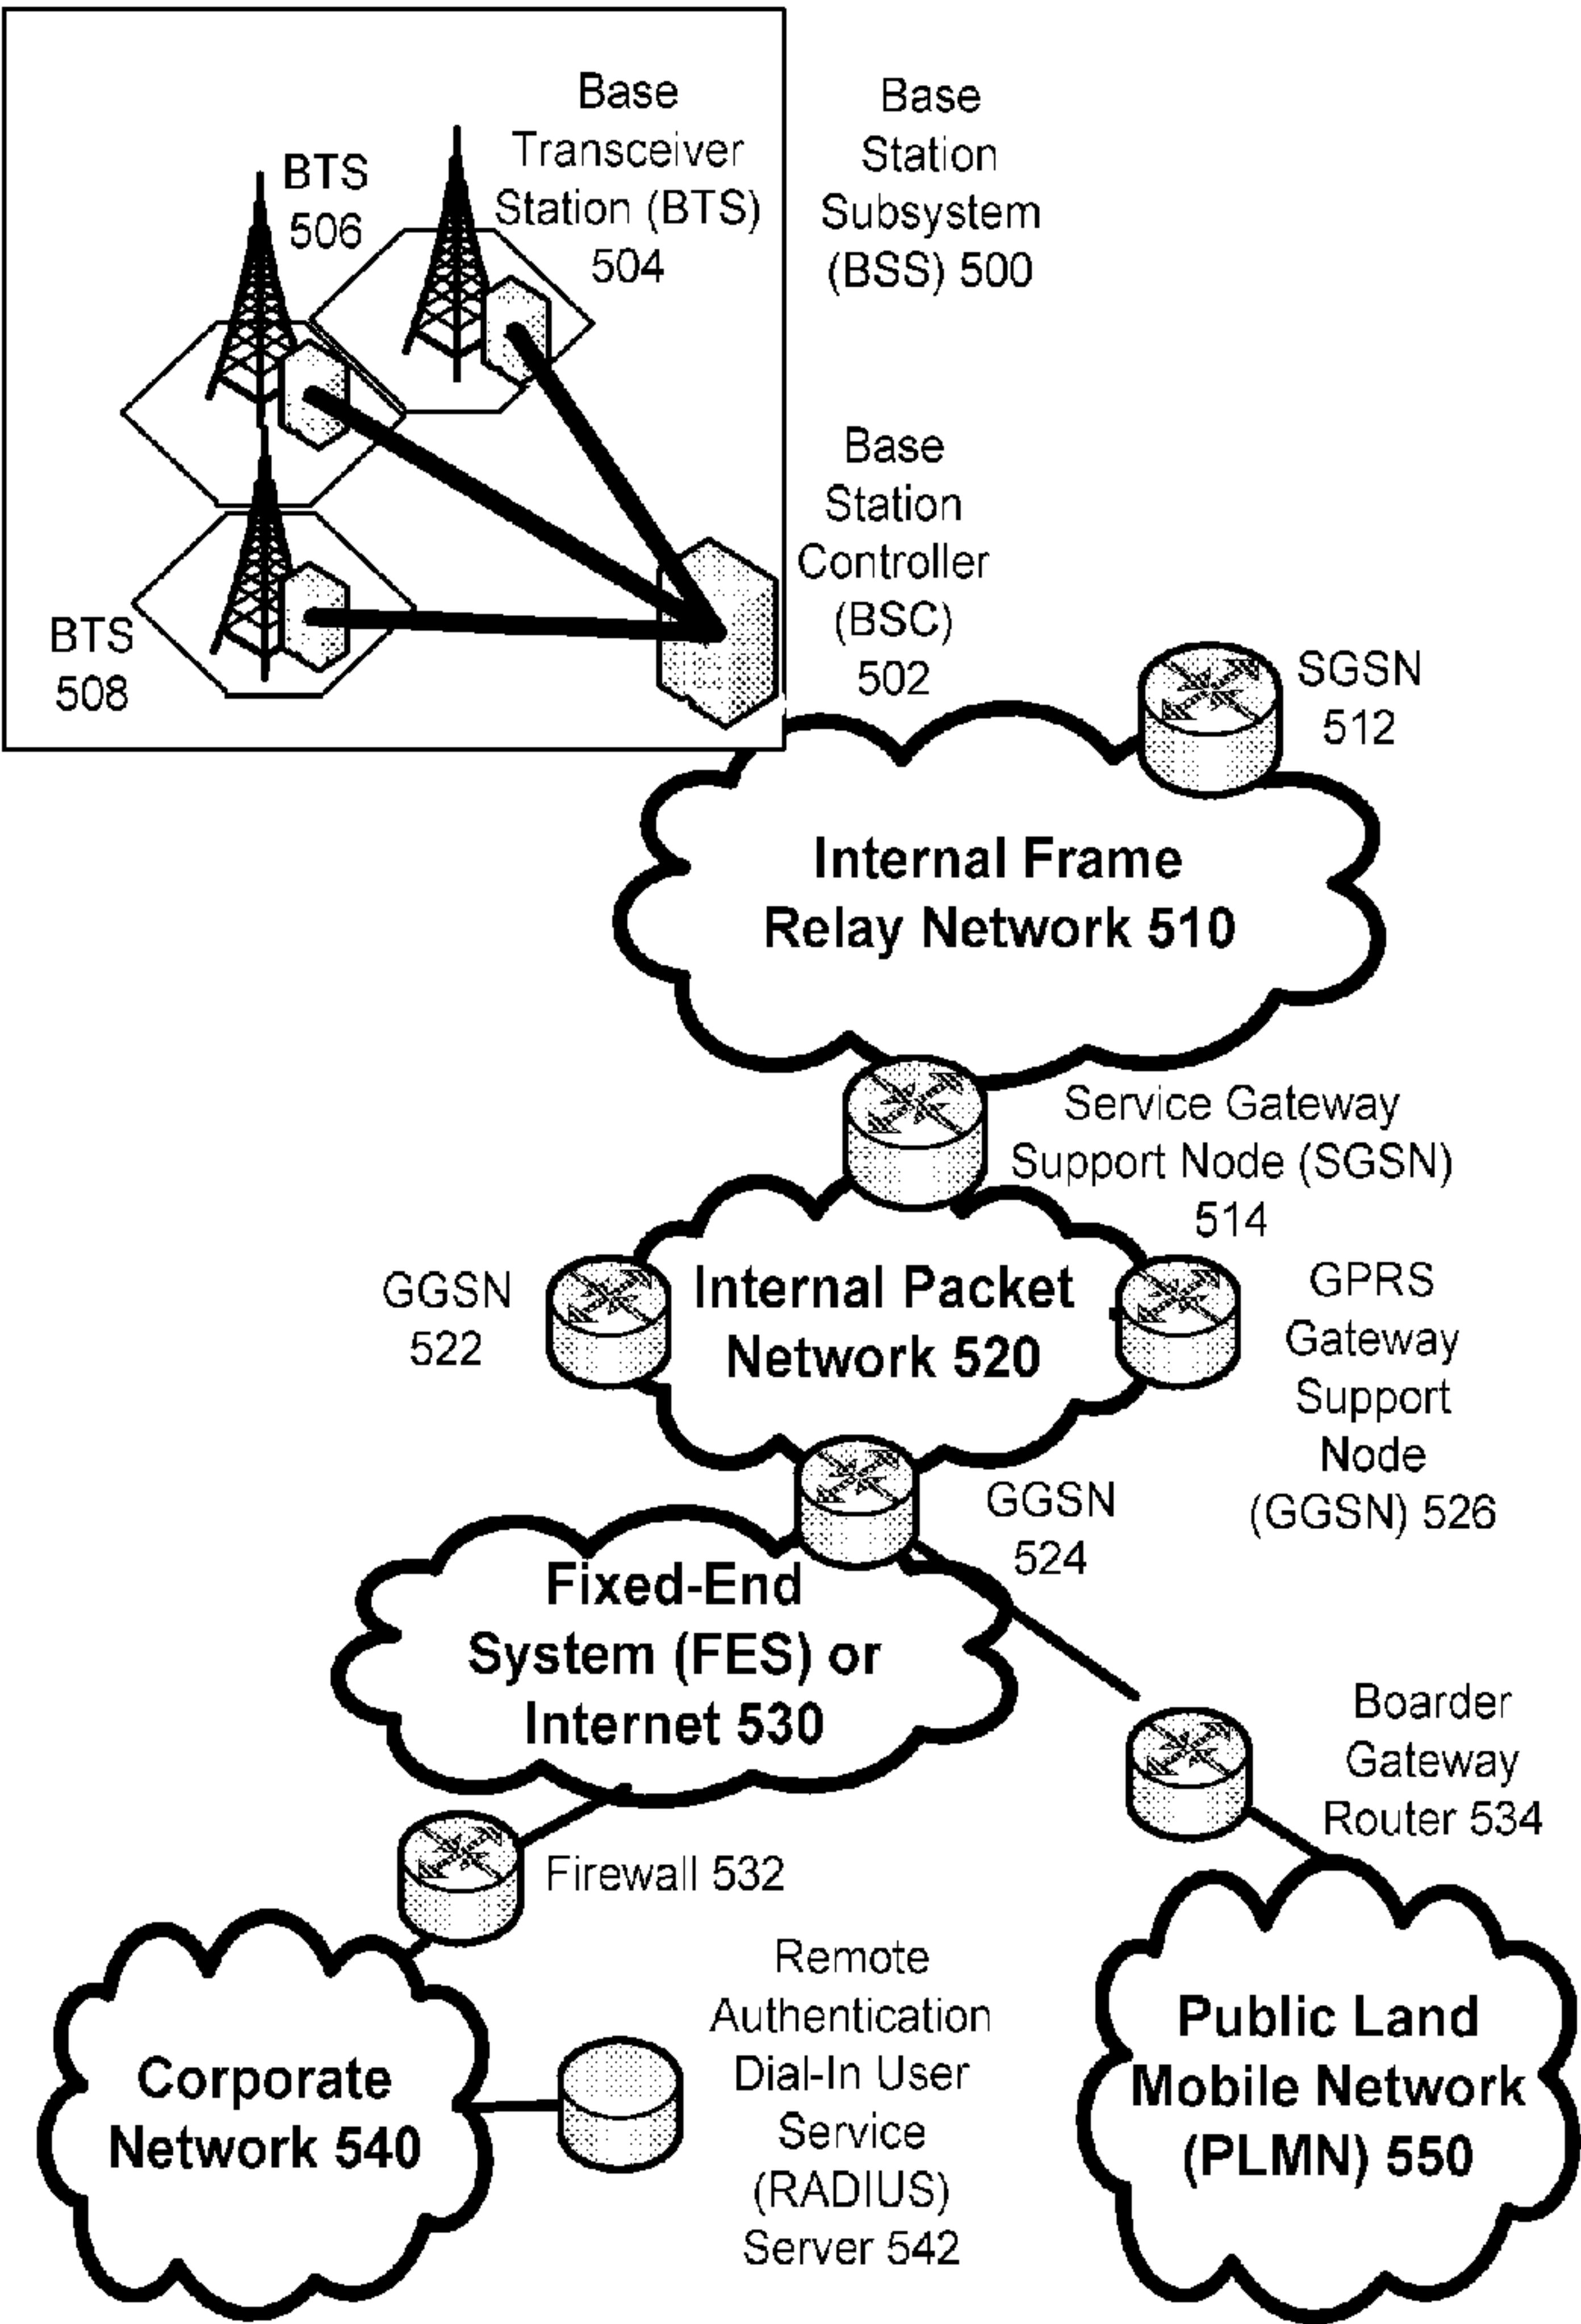 Base
Transceiver
Station (BTS)
504
BTS
506
Base
Station
Subsystem
(BSS) 500
BTS
508
Base
Station
Controller
(BSC)
502
SGSN
512
Internal Frame
Relay Network 510
Service Gateway
Support Node (SGSN)
514
GGSN
522
Internal Packet
Network 520
GPRS
Gateway
Support
Node
(GGSN) 526
GGSN
524
Fixed-End
System (FES) or
Internet 530
Boarder
Gateway
Router 534
Firewall 532
Remote
Authentication
Dial-In User
Service
(RADIUS)
Server 542
Corporate
Network 540
Public Land
Mobile Network
(PLMN) 550